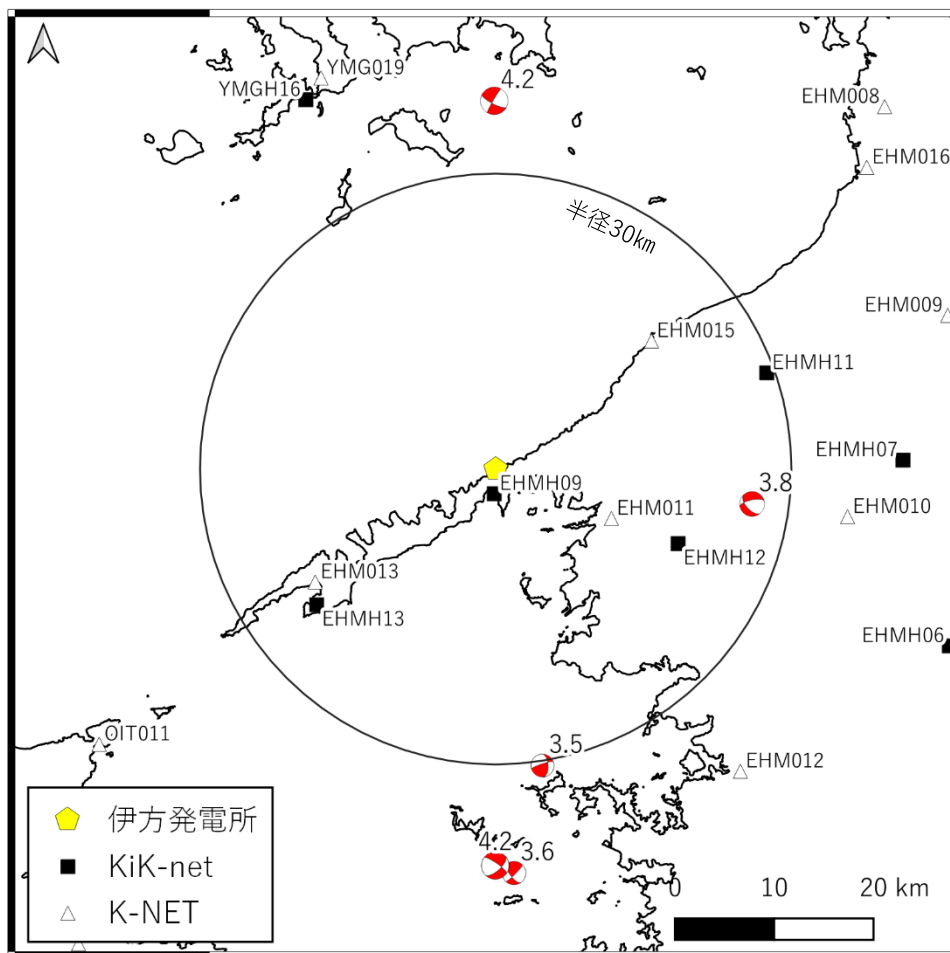 YMG019
YMGH16
4.2
EHM008
EHM016
半径30km
EHM009
EHM015
EHMH11
EHMH07
3.8
EHMH09
EHM011
EHM010
EHMH12
EHM013
EHMH13
EHMH06
OIT011
3.5
EHM012
4.2
3.6
伊方発電所
KiK-net
K-NET
0 10 20 km